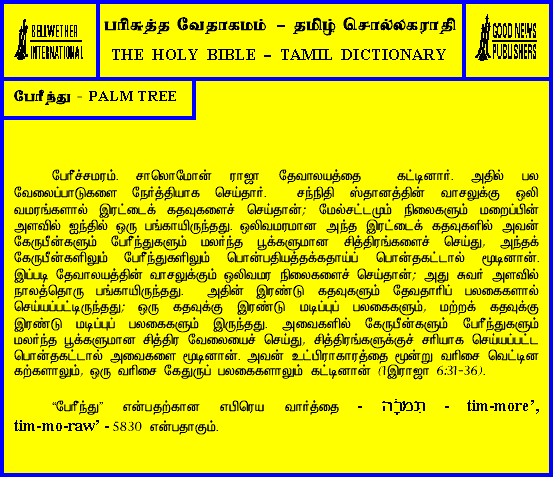 BELLWETHER
INTERNATIONAL
பரிசுத்த வேதாகமம் – தமிழ் சொல்லகராதி
THE HOLY BIBLE – TAMIL DICTIONARY
GOOD NEWS
PUBLISHERS
பேரீந்து - PALM TREE
பேரீச்சமரம். சாலொமோன் ராஜா தேவாலயத்தை கட்டினார். அதில் பல
வேலைப்பாடுகளை நேர்த்தியாக செய்தார். சந்நிதி ஸ்தானத்தின் வாசலுக்கு ஒலி
வமரங்களால் இரட்டைக் கதவுகளைச் செய்தான்; மேல்சட்டமும் நிலைகளும் மறைப்பின்
அளவில் ஐந்தில் ஒரு பங்காயிருந்தது. ஒலிவமரமான அந்த இரட்டைக் கதவுகளில் அவன்
கேருபீன்களும் பேரீந்துகளும் மலர்ந்த பூக்களுமான சித்திரங்களைச் செய்து, அந்தக்
கேருபீன்களிலும் பேரீந்துகளிலும் பொன்பதியத்தக்கதாய்ப் பொன்தகட்டால் மூடினான்.
இப்படி தேவாலயத்தின் வாசலுக்கும் ஒலிவமர நிலைகளைச் செய்தான்; அது சுவர் அளவில்
நாலத்தொரு பங்காயிருந்தது. அதின் இரண்டு கதவுகளும் தேவதாரிப் பலகைகளால்
செய்யப்பட்டிருந்தது; ஒரு கதவுக்கு இரண்டு மடிப்புப் பலகைகளும், மற்றக் கதவுக்கு
இரண்டு மடிப்புப் பலகைகளும் இருந்தது. அவைகளில் கேருபீன்களும் பேரீந்துகளும்
மலர்ந்த பூக்களுமான சித்திர வேலையைச் செய்து, சித்திரங்களுக்குச் சரியாக செய்யப்பட்ட
பொன்தகட்டால் அவைகளை மூடினான். அவன் உட்பிராகாரத்தை மூன்று வரிசை வெட்டின
கற்களாலும், ஒரு வரிசை கேதுருப் பலகைகளாலும் கட்டினான் (1இராஜா 6:31-36).
“பேரீந்து” என்பதற்கான எபிரெய வார்த்தை - תִּמֹרָה - tim-more’,
tim-mo-raw’ - 5830 என்பதாகும்.